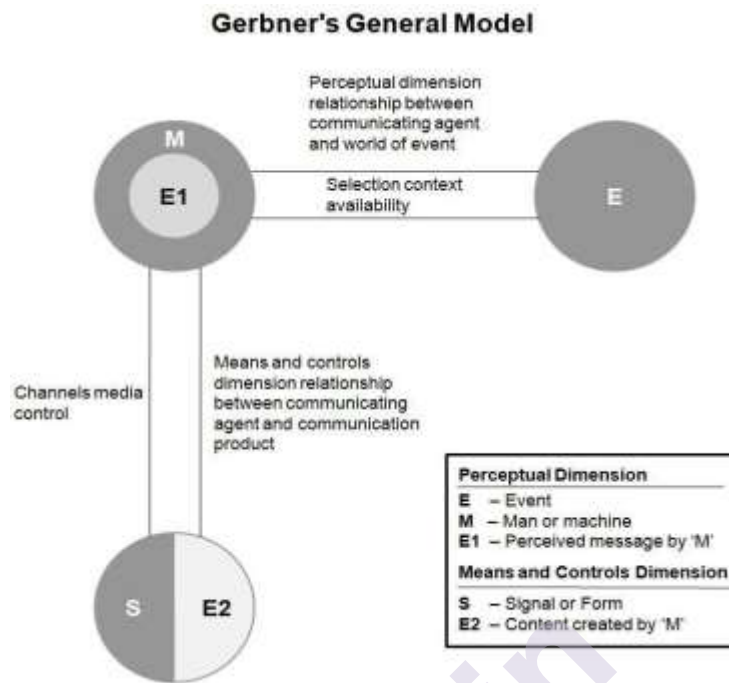 Gerbner's General Model
Perceptual dimension
relationship between
communicating agent
and world of event
M
E1
Selection context
availability
E
Channels media
control
Means and controls
dimension relationship
between communicating
agent and communication
product
S
E2
Perceptual Dimension
E – Event
M – Man or machine
E1 – Perceived message by 'M'
Means and Controls Dimension
S – Signal or Form
E2 – Content created by 'M'
in